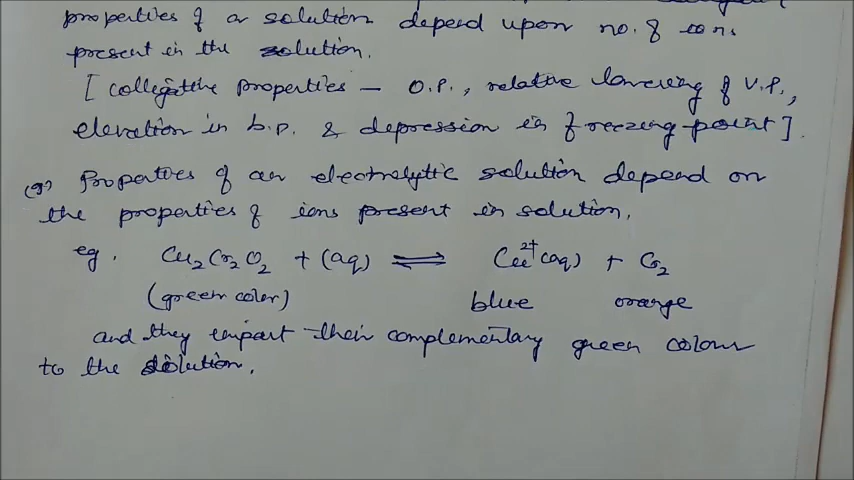 properties of a solution depend upon no. of ions
present in the solution.
[ collegative properties — O.P., relative lowering of V.P.,
elevation in b.p. & depression in freezing point ].
(9) Properties of an electrolytic solution depend on
the properties of ions present in solution.
eg. Cu₂Cr₂O₂ + (aq) ⇌ Cu²⁺(aq) + Cr₂
(green color) blue orange
and they impart their complementary green colour
to the solution.